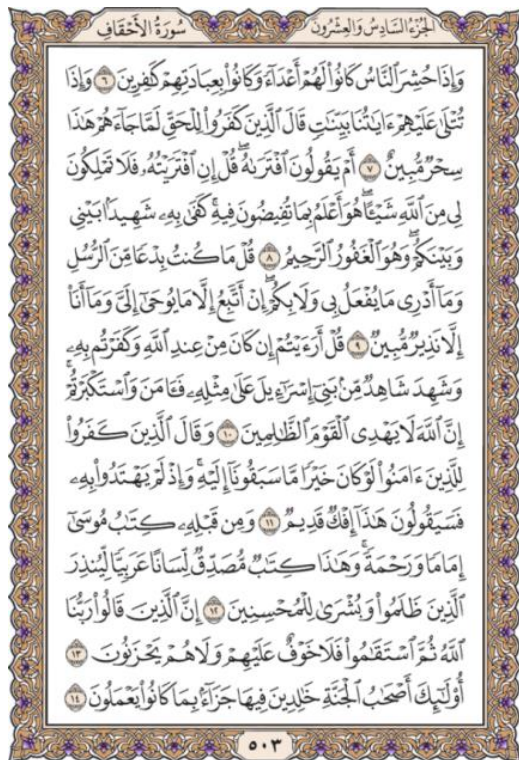 الجُزْءُ السَّادِسُ وَالعِشْرُونَ سُورَةُ الأَحْقَافِ
وَإِذَا حُشِرَ ٱلنَّاسُ كَانُوا۟ لَهُمْ أَعْدَآءً وَكَانُوا۟ بِعِبَادَتِهِمْ كَٰفِرِينَ ٦ وَإِذَا
تُتْلَىٰ عَلَيْهِمْ ءَايَٰتُنَا بَيِّنَٰتٍ قَالَ ٱلَّذِينَ كَفَرُوا۟ لِلْحَقِّ لَمَّا جَآءَهُمْ هَٰذَا
سِحْرٌ مُّبِينٌ ٧ أَمْ يَقُولُونَ ٱفْتَرَىٰهُ ۖ قُلْ إِنِ ٱفْتَرَيْتُهُۥ فَلَا تَمْلِكُونَ
لِى مِنَ ٱللَّهِ شَيْـًٔا ۖ هُوَ أَعْلَمُ بِمَا تُفِيضُونَ فِيهِ ۖ كَفَىٰ بِهِۦ شَهِيدًۢا بَيْنِى
وَبَيْنَكُمْ ۖ وَهُوَ ٱلْغَفُورُ ٱلرَّحِيمُ ٨ قُلْ مَا كُنتُ بِدْعًا مِّنَ ٱلرُّسُلِ
وَمَآ أَدْرِى مَا يُفْعَلُ بِى وَلَا بِكُمْ ۖ إِنْ أَتَّبِعُ إِلَّا مَا يُوحَىٰٓ إِلَىَّ وَمَآ أَنَا۠
إِلَّا نَذِيرٌ مُّبِينٌ ٩ قُلْ أَرَءَيْتُمْ إِن كَانَ مِنْ عِندِ ٱللَّهِ وَكَفَرْتُم بِهِۦ
وَشَهِدَ شَاهِدٌ مِّنۢ بَنِىٓ إِسْرَٰٓءِيلَ عَلَىٰ مِثْلِهِۦ فَـَٔامَنَ وَٱسْتَكْبَرْتُمْ ۖ
إِنَّ ٱللَّهَ لَا يَهْدِى ٱلْقَوْمَ ٱلظَّٰلِمِينَ ١٠ وَقَالَ ٱلَّذِينَ كَفَرُوا۟
لِلَّذِينَ ءَامَنُوا۟ لَوْ كَانَ خَيْرًا مَّا سَبَقُونَآ إِلَيْهِ ۚ وَإِذْ لَمْ يَهْتَدُوا۟ بِهِۦ
فَسَيَقُولُونَ هَٰذَآ إِفْكٌ قَدِيمٌ ١١ وَمِن قَبْلِهِۦ كِتَٰبُ مُوسَىٰٓ
إِمَامًا وَرَحْمَةً ۚ وَهَٰذَا كِتَٰبٌ مُّصَدِّقٌ لِّسَانًا عَرَبِيًّا لِّيُنذِرَ
ٱلَّذِينَ ظَلَمُوا۟ وَبُشْرَىٰ لِلْمُحْسِنِينَ ١٢ إِنَّ ٱلَّذِينَ قَالُوا۟ رَبُّنَا
ٱللَّهُ ثُمَّ ٱسْتَقَٰمُوا۟ فَلَا خَوْفٌ عَلَيْهِمْ وَلَا هُمْ يَحْزَنُونَ ١٣
أُو۟لَٰٓئِكَ أَصْحَٰبُ ٱلْجَنَّةِ خَٰلِدِينَ فِيهَا جَزَآءًۢ بِمَا كَانُوا۟ يَعْمَلُونَ ١٤
٥٠٣